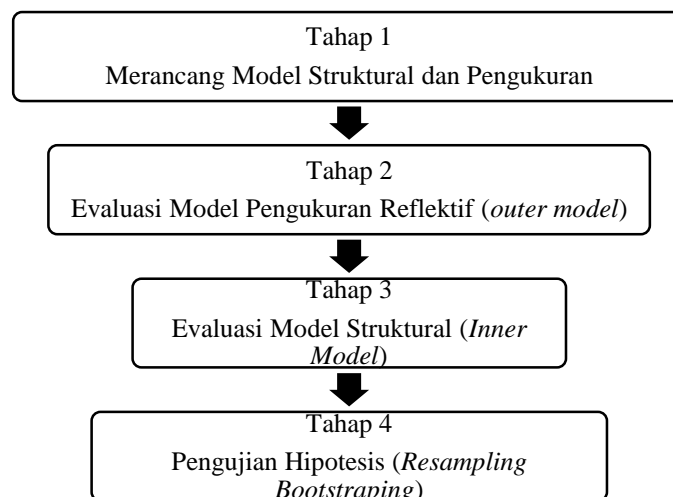 Tahap 1
Merancang Model Struktural dan Pengukuran
Tahap 2
Evaluasi Model Pengukuran Reflektif (outer model)
Tahap 3
Evaluasi Model Struktural (Inner
Model)
Tahap 4
Pengujian Hipotesis (Resampling
Bootstraping)